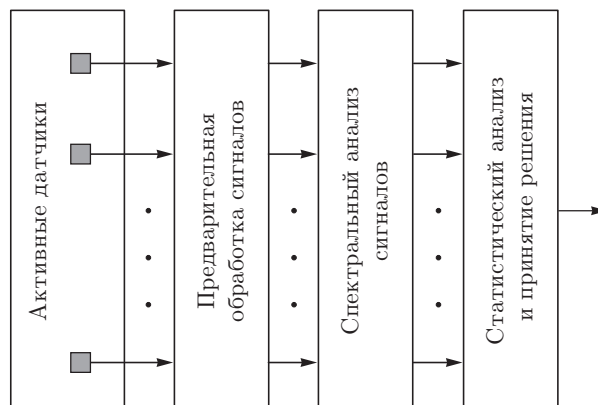 Активные датчики
Предварительная
обработка сигналов
Спектральный анализ
сигналов
Статистический анализ
и принятие решения